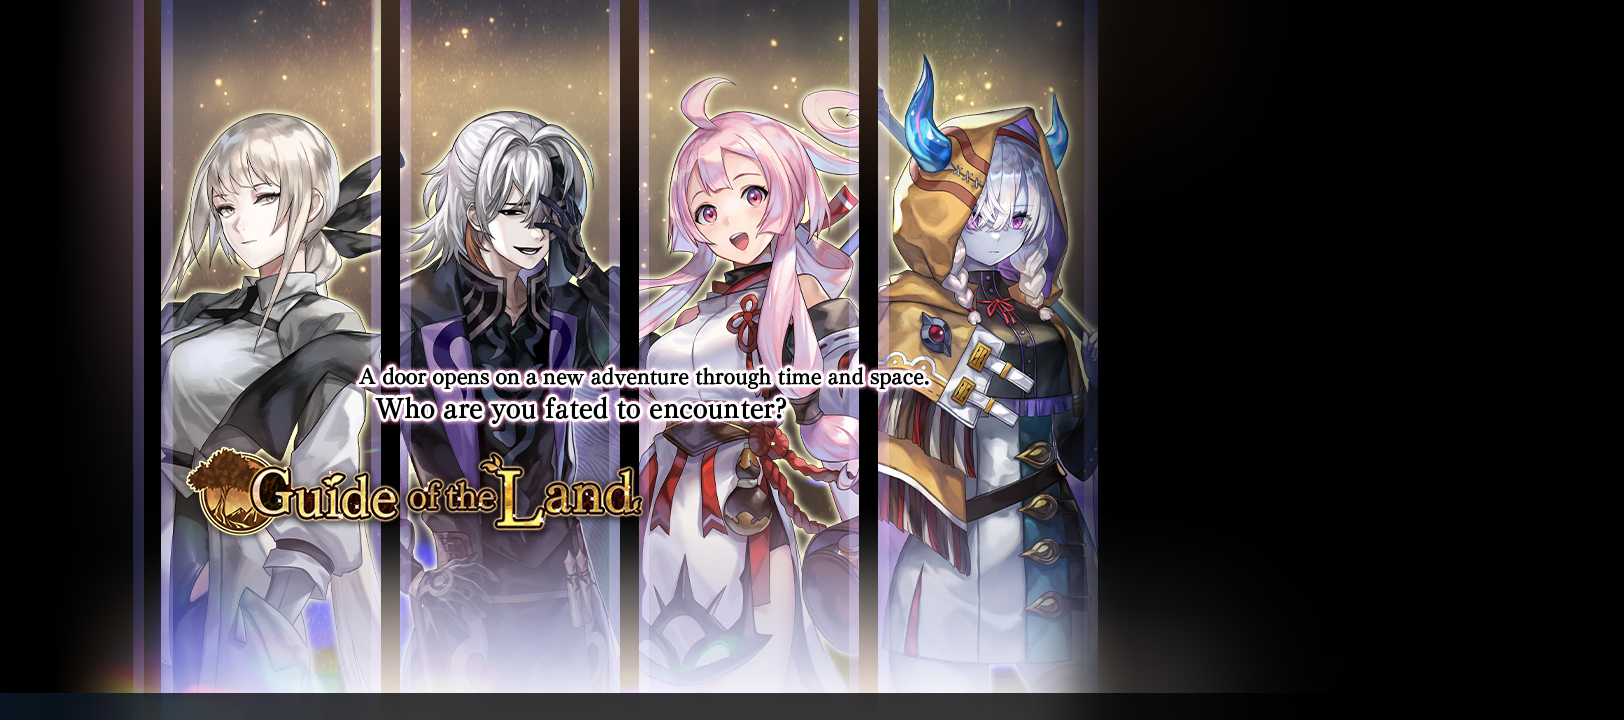 A door opens on a new adventure through time and space.
Who are you fated to encounter?
Guide of the Land